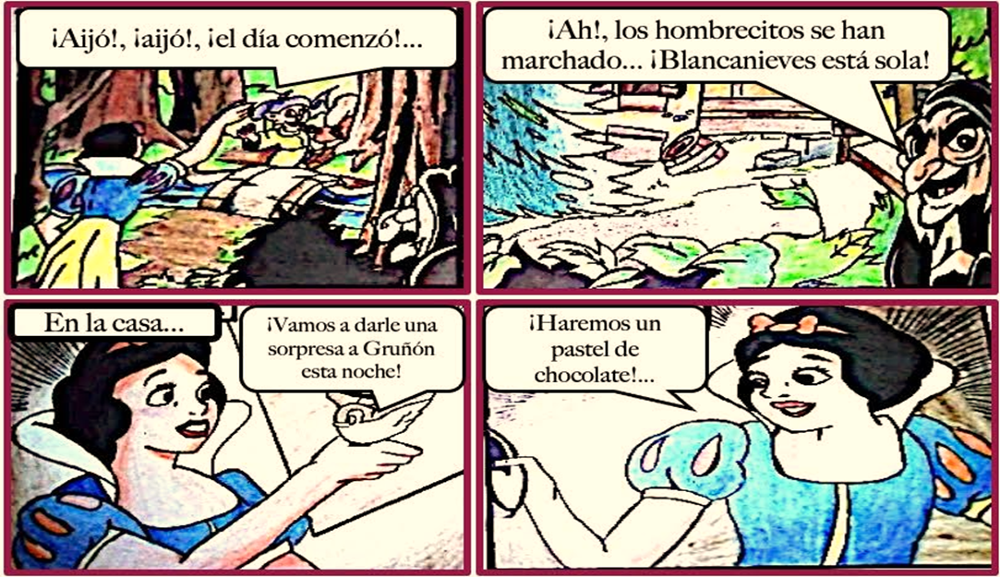 ¡Aijó!, ¡aijó!, ¡el día comenzó!...
¡Ah!, los hombrecitos se han
marchado... ¡Blancanieves está sola!
En la casa...
¡Vamos a darle una
sorpresa a Gruñón
esta noche!
¡Haremos un
pastel de
chocolate!...